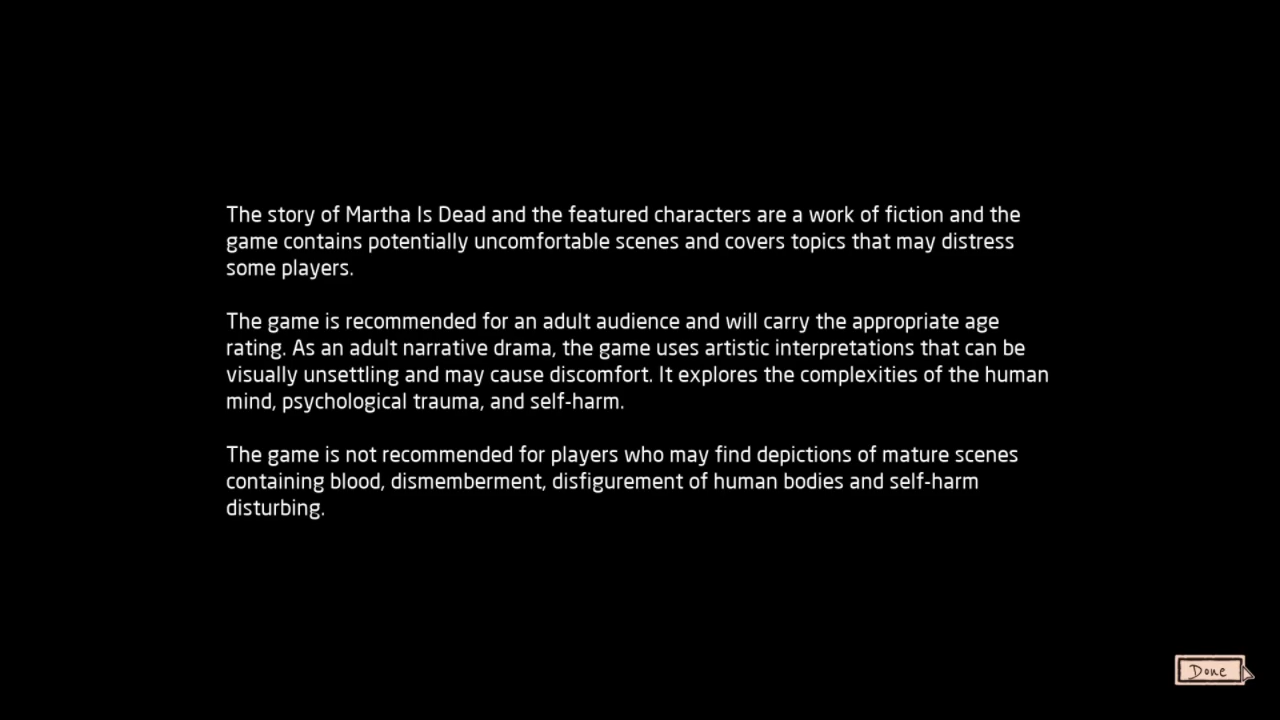 The story of Martha Is Dead and the featured characters are a work of fiction and the
game contains potentially uncomfortable scenes and covers topics that may distress
some players.
The game is recommended for an adult audience and will carry the appropriate age
rating. As an adult narrative drama, the game uses artistic interpretations that can be
visually unsettling and may cause discomfort. It explores the complexities of the human
mind, psychological trauma, and self-harm.
The game is not recommended for players who may find depictions of mature scenes
containing blood, dismemberment, disfigurement of human bodies and self-harm
disturbing.
Done